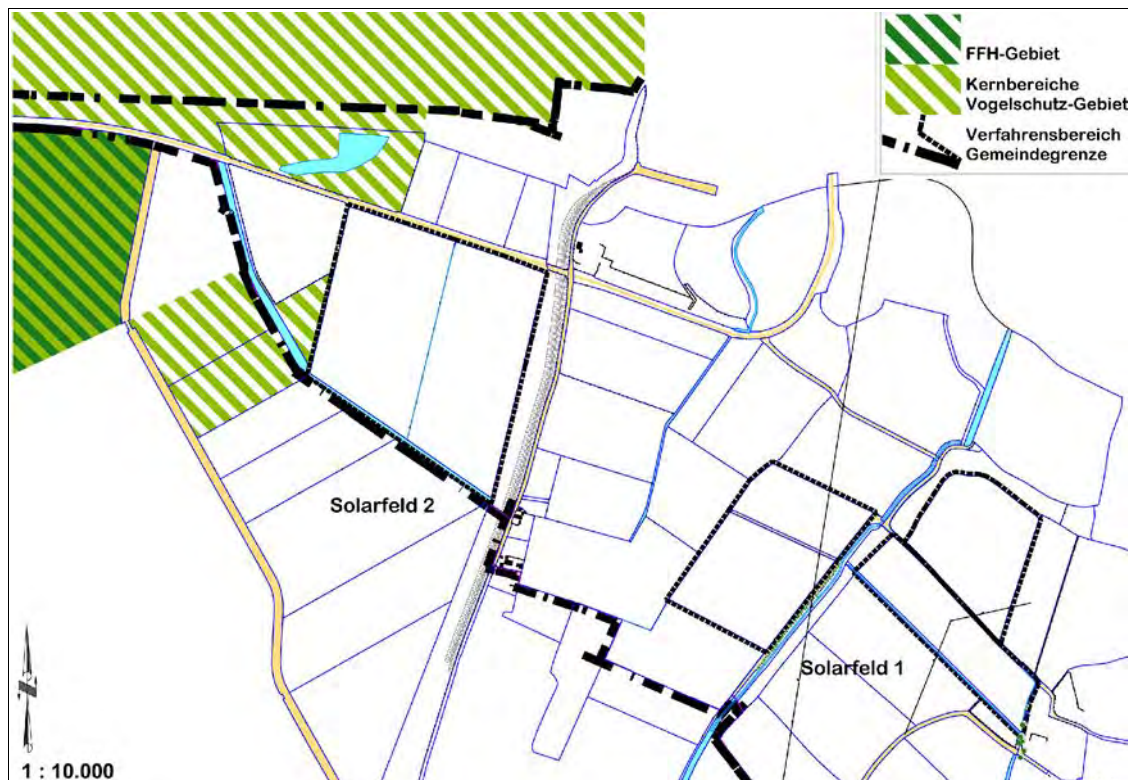 FFH-Gebiet
Kernbereiche
Vogelschutz-Gebiet
Verfahrensbereich
Gemeindegrenze
Solarfeld 2
Solarfeld 1
1 : 10.000